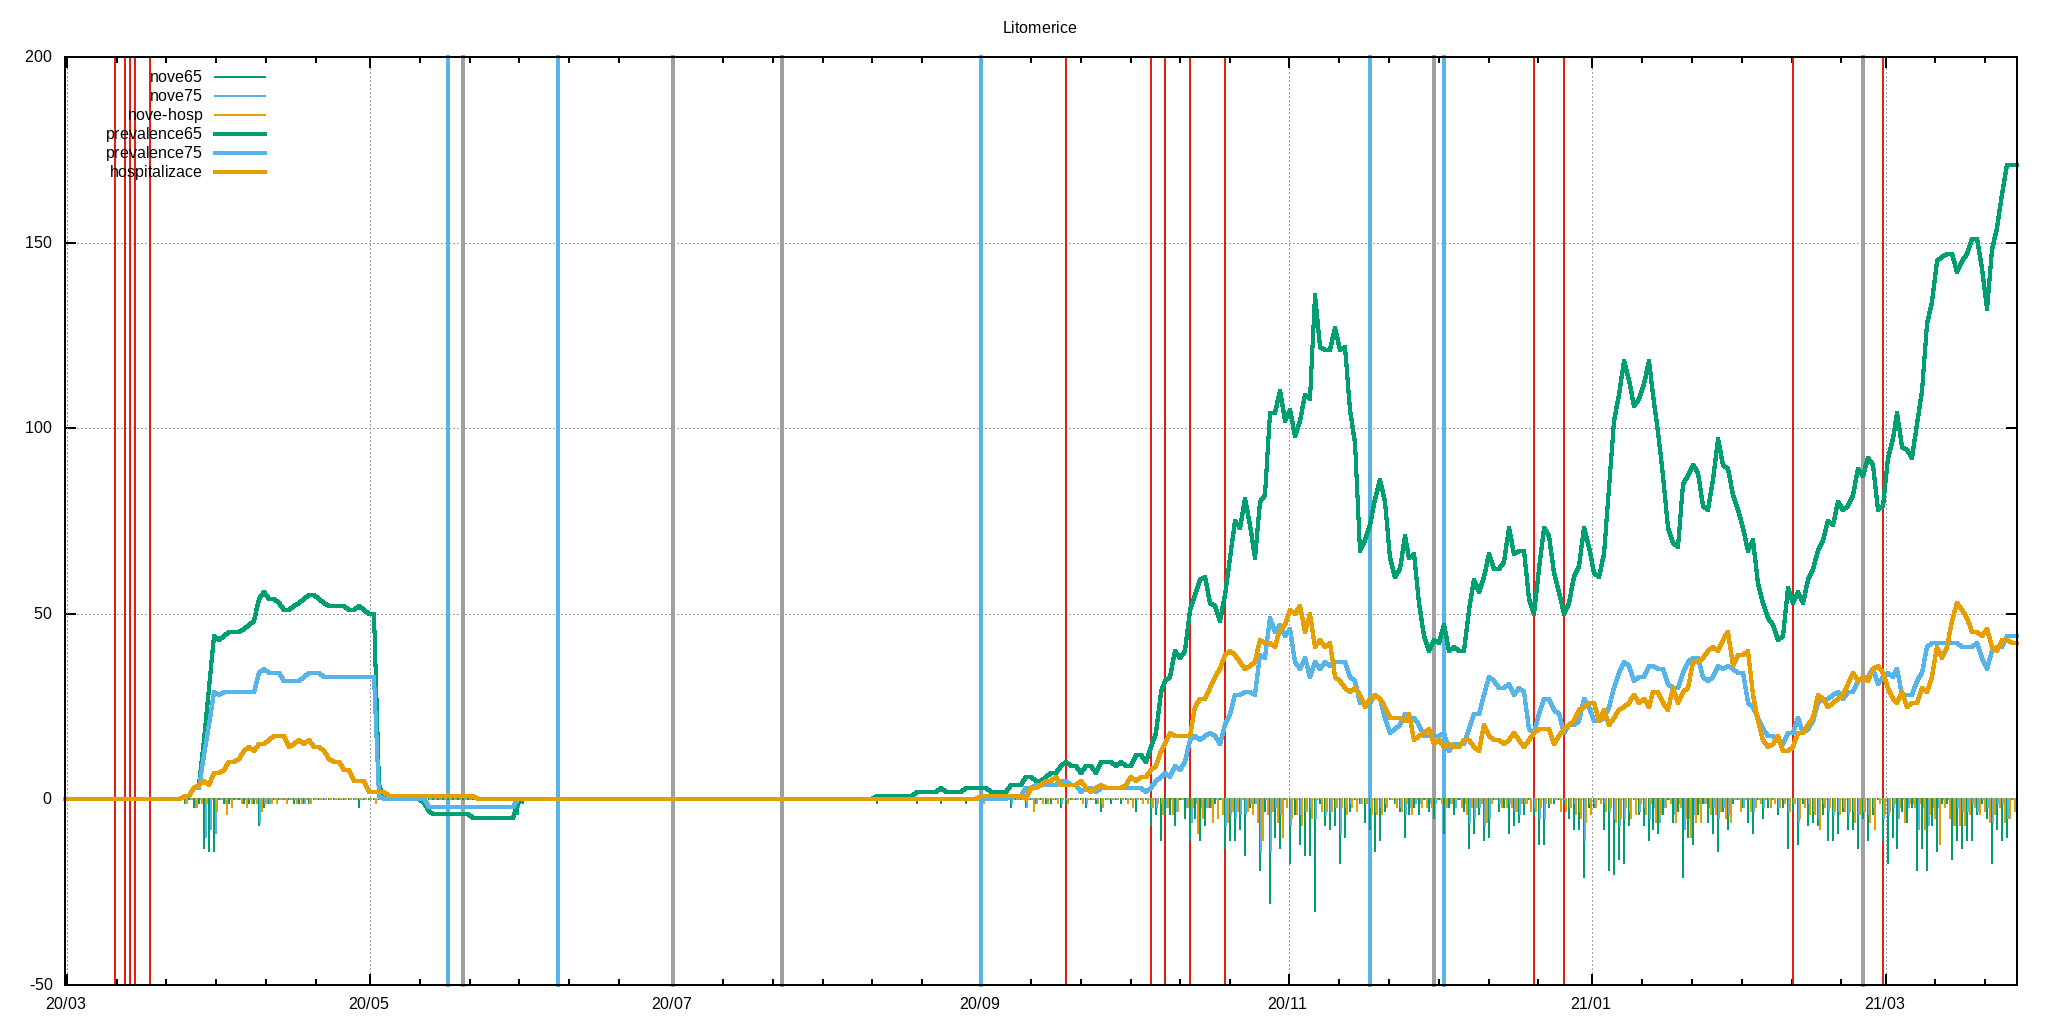 Litomerice
200
nove65
nove75
nove-hosp
prevalence65
prevalence75
hospitalizace
150
100
50
0
-50
20/03 20/05 20/07 20/09 20/11 21/01 21/03